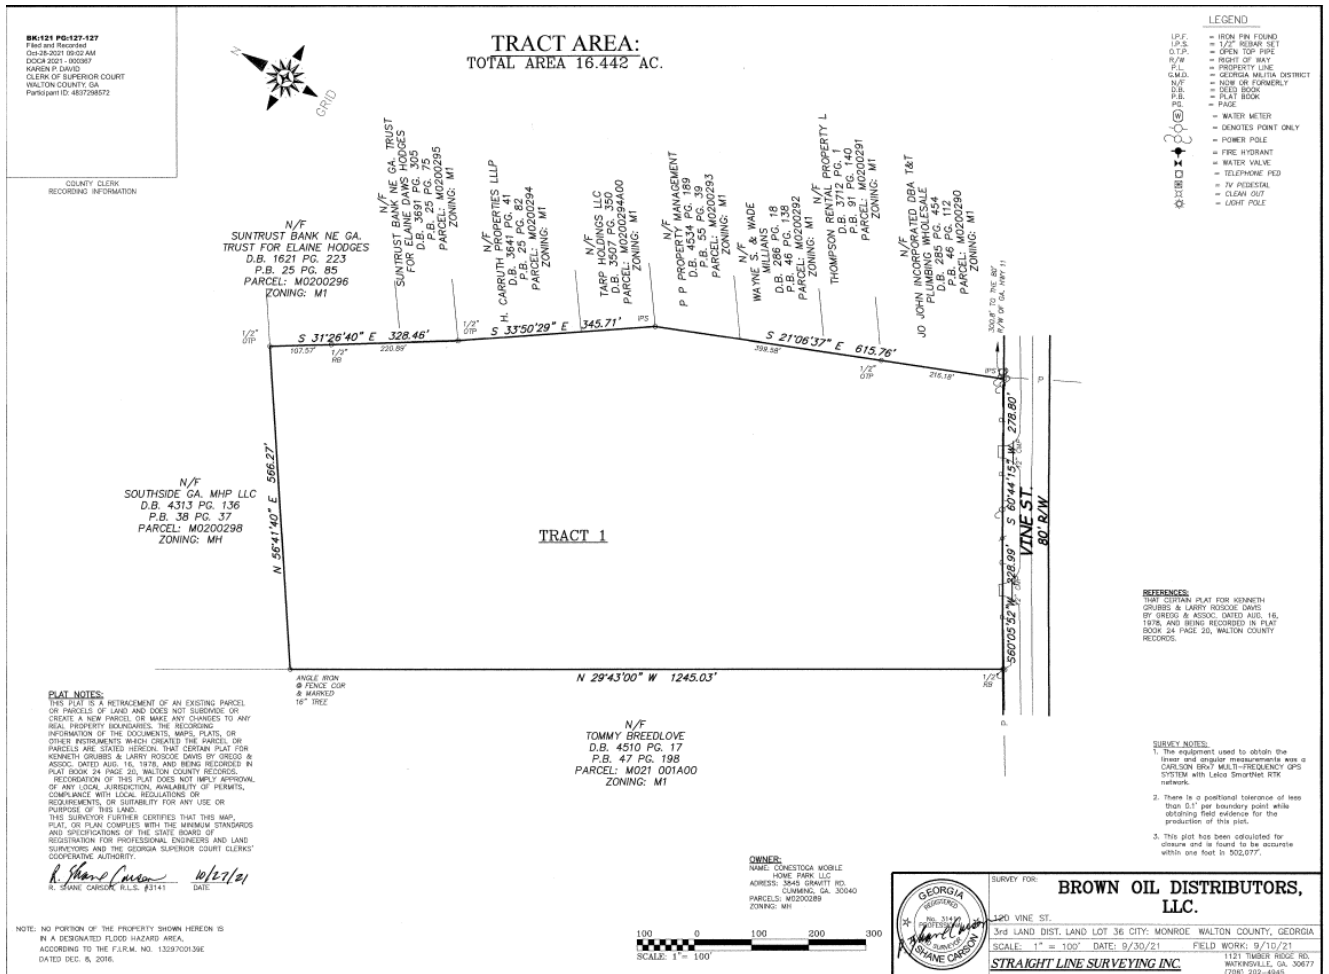 BK:121 PG:127-127
Filed and Recorded
Oct-28-2021 09:02 AM
DOC# 2021 - 000367
KAREN P. DAVID
CLERK OF SUPERIOR COURT
WALTON COUNTY, GA
Participant ID: 4837298572
COUNTY CLERK
RECORDING INFORMATION
N
GRID
TRACT AREA:
TOTAL AREA 16.442 AC.
LEGEND
I.P.F. = IRON PIN FOUND
I.P.S. = 1/2" REBAR SET
O.T.P. = OPEN TOP PIPE
R/W = RIGHT OF WAY
P.L. = PROPERTY LINE
G.M.D. = GEORGIA MILITIA DISTRICT
N/F = NOW OR FORMERLY
D.B. = DEED BOOK
P.B. = PLAT BOOK
PG. = PAGE
W = WATER METER
= DENOTES POINT ONLY
= POWER POLE
= FIRE HYDRANT
= WATER VALVE
= TELEPHONE PED
= TV PEDESTAL
= CLEAN OUT
= LIGHT POLE
N/F
SUNTRUST BANK NE GA.
TRUST FOR ELAINE HODGES
D.B. 1621 PG. 223
P.B. 25 PG. 85
PARCEL: M0200296
ZONING: M1
N/F
SUNTRUST BANK NE GA. TRUST
FOR ELAINE DAWS HODGES
D.B. 3691 PG. 305
P.B. 25 PG. 75
PARCEL: M0200295
ZONING: M1
N/F
H. CARRUTH PROPERTIES LLLP
D.B. 3641 PG. 41
P.B. 25 PG. 82
PARCEL: M0200294
ZONING: M1
N/F
TARP HOLDINGS LLC
D.B. 3507 PG. 350
PARCEL: M0200294A00
ZONING: M1
N/F
P P PROPERTY MANAGEMENT
D.B. 4534 PG. 189
P.B. 55 PG. 39
PARCEL: M0200293
ZONING: M1
N/F
WAYNE S. & WADE
MILLIANS
D.B. 286 PG. 18
P.B. 46 PG. 138
PARCEL: M0200292
ZONING: M1
N/F
THOMPSON RENTAL PROPERTY L
D.B. 3712 PG. 1
P.B. 91 PG. 140
PARCEL: M0200291
ZONING: M1
N/F
JO JOHN INCORPORATED DBA T&T
PLUMBING WHOLESALE
D.B. 285 PG. 454
P.B. 46 PG. 112
PARCEL: M0200290
ZONING: M1
300.8' TO THE 80'
R/W OF GA. HWY 11
1/2"
OTP
S 31°26'40" E 328.46'
107.57'
1/2"
RB
220.89'
1/2"
OTP
S 33°50'29" E 345.71'
IPS
S 21°06'37" E 615.76'
399.58'
1/2"
OTP
216.18'
IPS
P
S 60°44'15" W 278.80'
S60°05'52"W 328.99'
VINE ST.
80' R/W
N 56°41'40" E 566.27'
N/F
SOUTHSIDE GA. MHP LLC
D.B. 4313 PG. 136
P.B. 38 PG. 37
PARCEL: M0200298
ZONING: MH
TRACT 1
ANGLE IRON
@ FENCE COR
& MARKED
16" TREE
N 29°43'00" W 1245.03'
1/2"
RB
P
N/F
TOMMY BREEDLOVE
D.B. 4510 PG. 17
P.B. 47 PG. 198
PARCEL: M021 001A00
ZONING: M1
REFERENCES:
THAT CERTAIN PLAT FOR KENNETH
GRUBBS & LARRY ROSCOE DAVIS
BY GREGG & ASSOC. DATED AUG. 16,
1978, AND BEING RECORDED IN PLAT
BOOK 24 PAGE 20, WALTON COUNTY
RECORDS.
PLAT NOTES:
THIS PLAT IS A RETRACEMENT OF AN EXISTING PARCEL
OR PARCELS OF LAND AND DOES NOT SUBDIVIDE OR
CREATE A NEW PARCEL OR MAKE ANY CHANGES TO ANY
REAL PROPERTY BOUNDARIES. THE RECORDING
INFORMATION OF THE DOCUMENTS, MAPS, PLATS, OR
OTHER INSTRUMENTS WHICH CREATED THE PARCEL OR
PARCELS ARE STATED HEREON. THAT CERTAIN PLAT FOR
KENNETH GRUBBS & LARRY ROSCOE DAVIS BY GREGG &
ASSOC. DATED AUG. 16, 1978, AND BEING RECORDED IN
PLAT BOOK 24 PAGE 20, WALTON COUNTY RECORDS.
RECORDATION OF THIS PLAT DOES NOT IMPLY APPROVAL
OF ANY LOCAL JURISDICTION, AVAILABILITY OF PERMITS,
COMPLIANCE WITH LOCAL REGULATIONS OR
REQUIREMENTS, OR SUITABILITY FOR ANY USE OR
PURPOSE OF THIS LAND.
THIS SURVEYOR FURTHER CERTIFIES THAT THIS MAP,
PLAT, OR PLAN COMPLIES WITH THE MINIMUM STANDARDS
AND SPECIFICATIONS OF THE STATE BOARD OF
REGISTRATION FOR PROFESSIONAL ENGINEERS AND LAND
SURVEYORS AND THE GEORGIA SUPERIOR COURT CLERKS'
COOPERATIVE AUTHORITY.
R. Shane Carson 10/27/21
R. SHANE CARSON, R.L.S. #3141 DATE
NOTE: NO PORTION OF THE PROPERTY SHOWN HEREON IS
IN A DESIGNATED FLOOD HAZARD AREA,
ACCORDING TO THE F.I.R.M. NO. 13297C0139E
DATED DEC. 8, 2016.
SURVEY NOTES:
1. The equipment used to obtain the
linear and angular measurements was a
CARLSON BRx7 MULTI-FREQUENCY GPS
SYSTEM with Leica SmartNet RTK
network.
2. There is a positional tolerance of less
than 0.1' per boundary point while
obtaining field evidence for the
production of this plat.
3. This plat has been calculated for
closure and is found to be accurate
within one foot in 502,077'.
OWNER:
NAME: CONESTOGA MOBILE
HOME PARK LLC
ADRESS: 3845 GRAVITT RD.
CUMMING, GA. 30040
PARCELS: M0200289
ZONING: MH
100 0 100 200 300
SCALE: 1"= 100'
GEORGIA
REGISTERED
No. 3141
PROFESSIONAL
SURVEYOR
R SHANE CARSON
R. Shane Carson
SURVEY FOR:
BROWN OIL DISTRIBUTORS,
LLC.
120 VINE ST.
3rd LAND DIST. LAND LOT 36 CITY: MONROE WALTON COUNTY, GEORGIA
SCALE: 1" = 100' DATE: 9/30/21 FIELD WORK: 9/10/21
STRAIGHT LINE SURVEYING INC.
1121 TIMBER RIDGE RD.
WATKINSVILLE, GA. 30677
(706) 202-4945